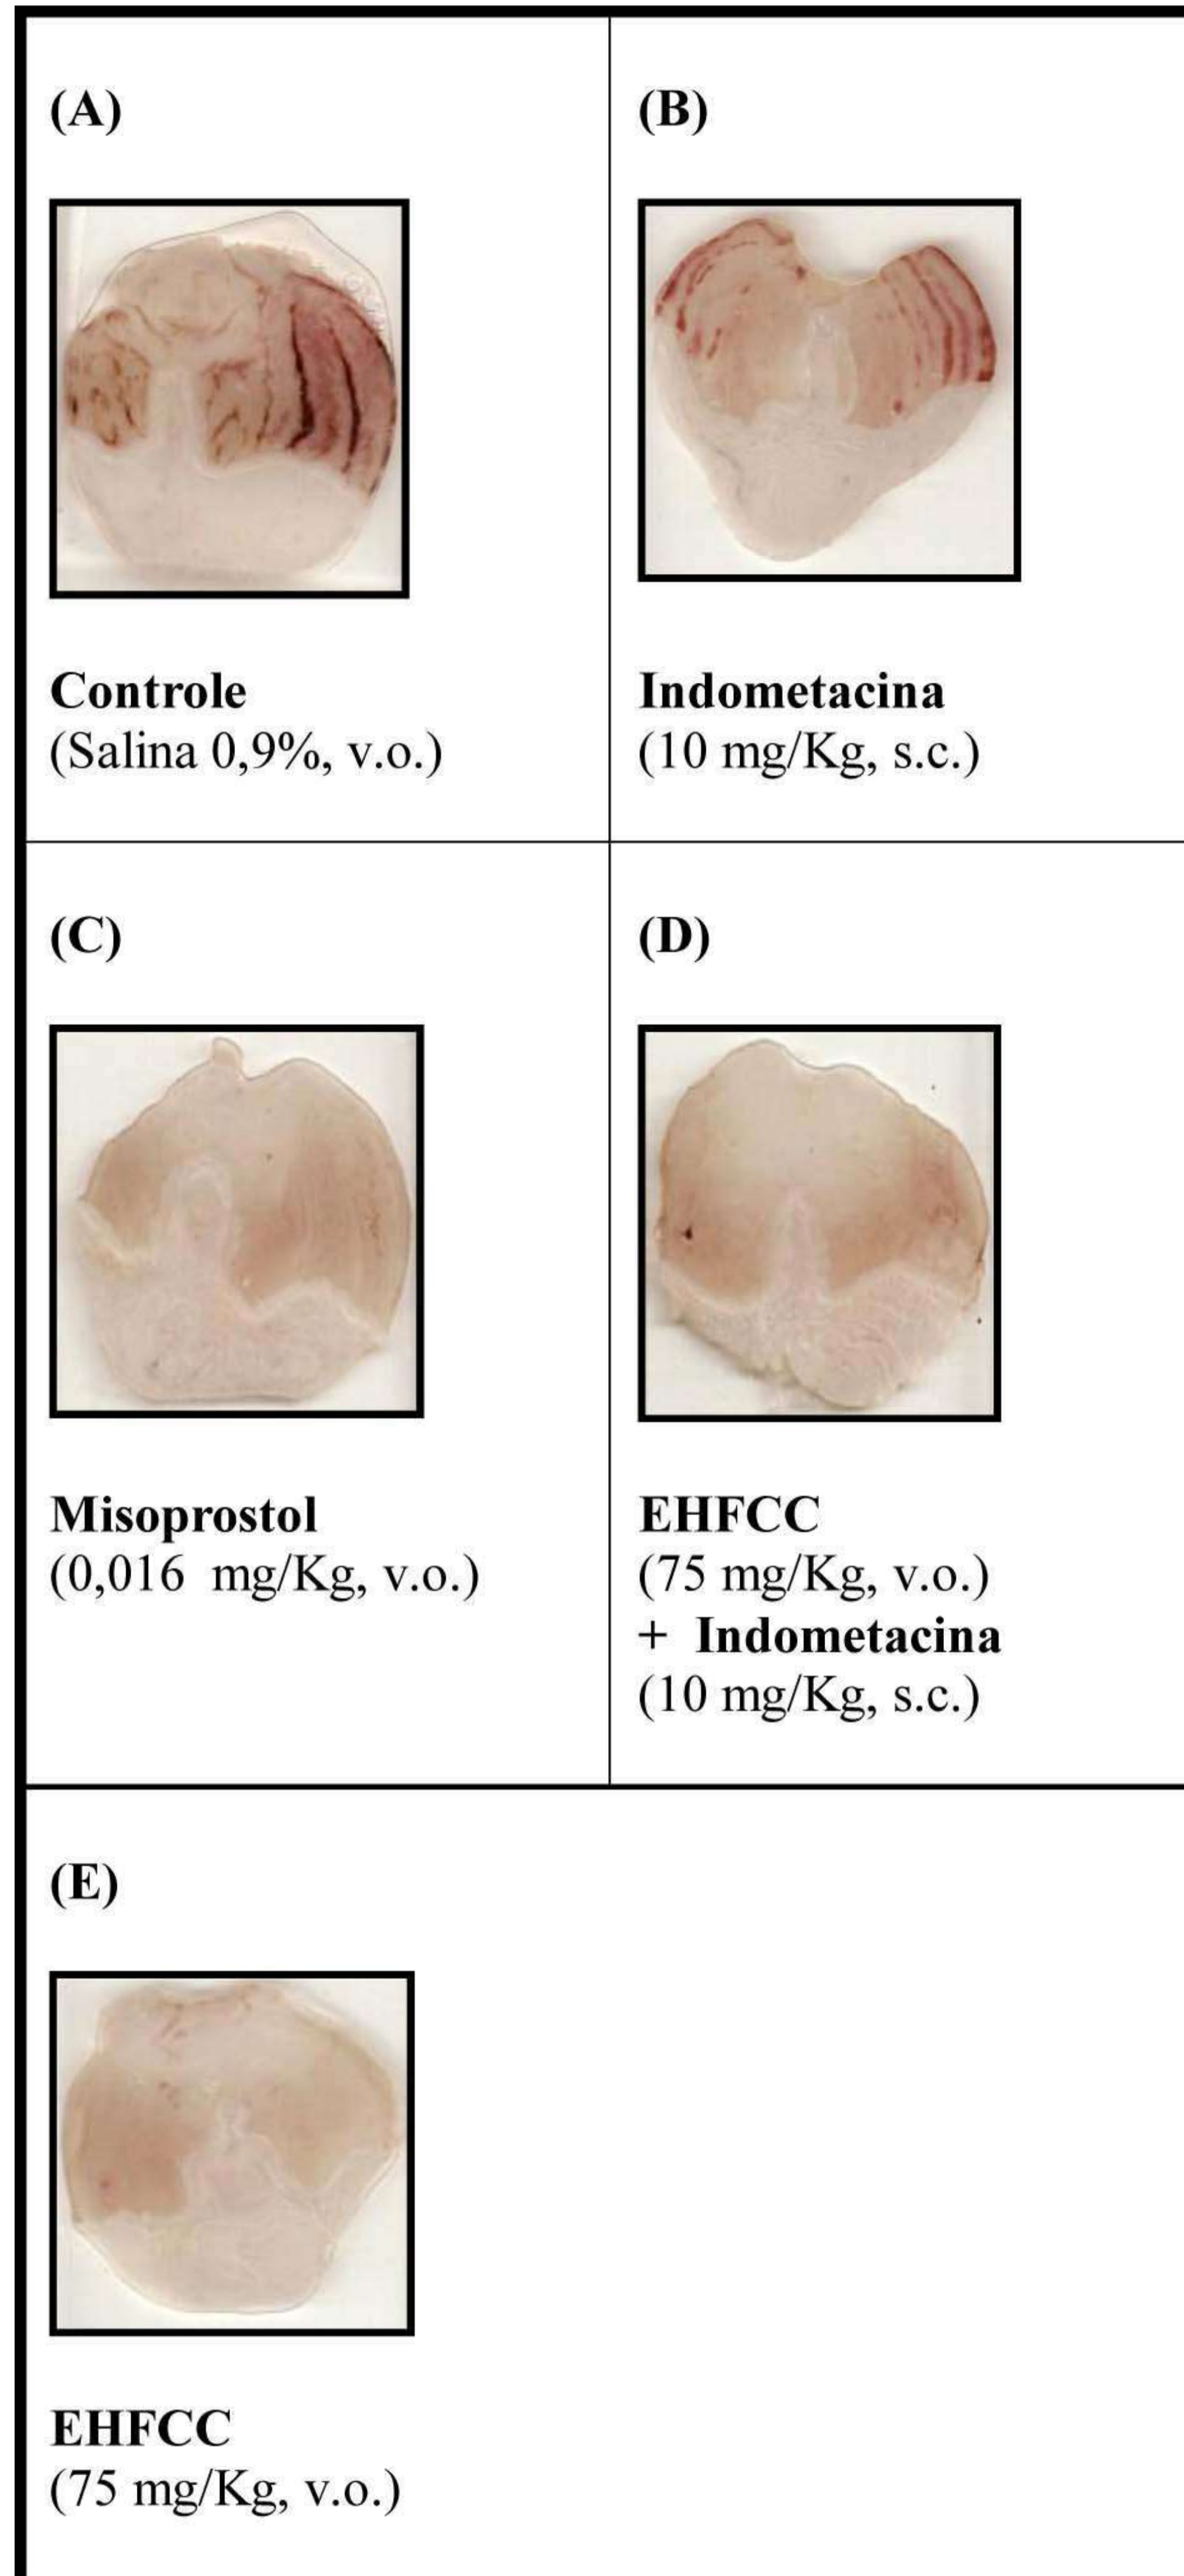 (A)
(B)
Controle
(Salina 0,9%, v.o.)
Indometacina
(10 mg/Kg, s.c.)
(C)
(D)
Misoprostol
(0,016  mg/Kg, v.o.)
EHFCC
(75 mg/Kg, v.o.)
+  Indometacina
(10 mg/Kg, s.c.)
(E)
EHFCC
(75 mg/Kg, v.o.)